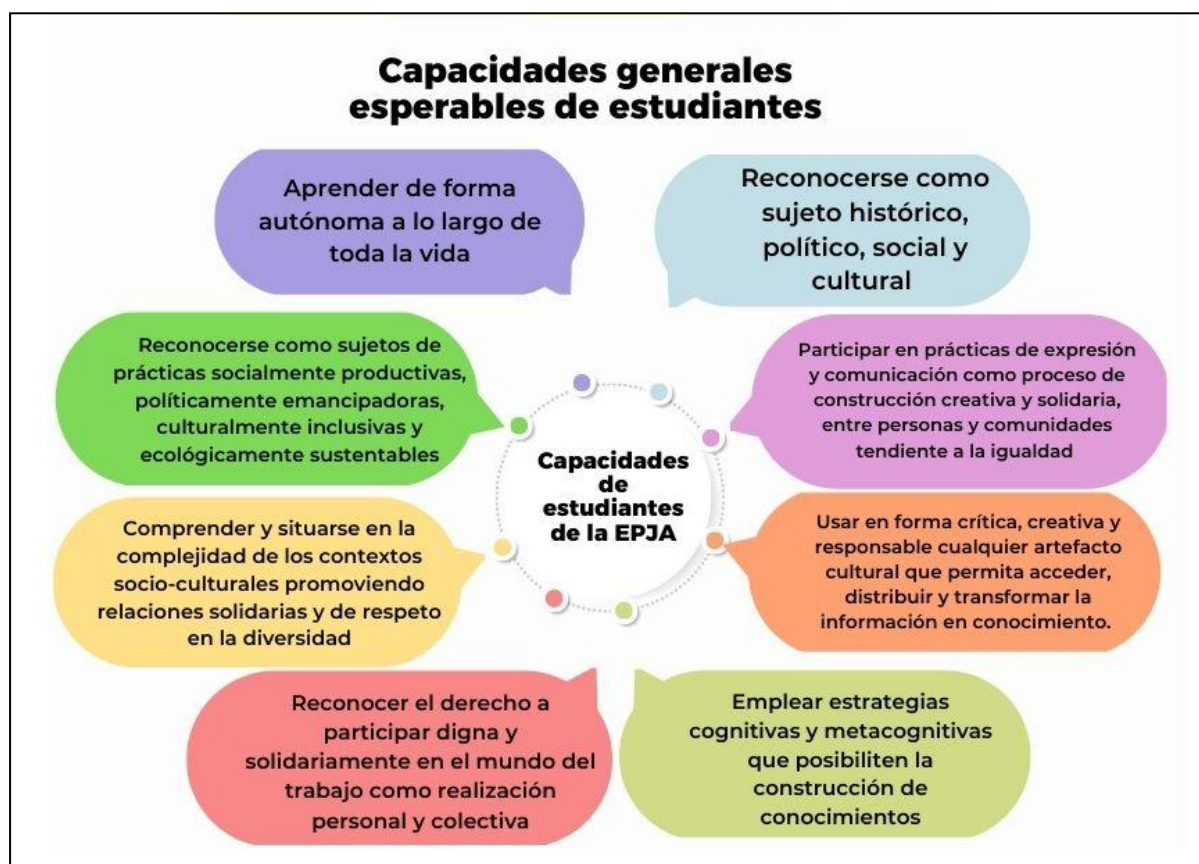 Capacidades generales
esperables de estudiantes
Aprender de forma
autónoma a lo largo de
toda la vida
Reconocerse como
sujeto histórico,
político, social y
cultural
Reconocerse como sujetos de
prácticas socialmente productivas,
políticamente emancipadoras,
culturalmente inclusivas y
ecológicamente sustentables
Participar en prácticas de expresión
y comunicación como proceso de
construcción creativa y solidaria,
entre personas y comunidades
tendiente a la igualdad
Capacidades
de
estudiantes
de la EPJA
Comprender y situarse en la
complejidad de los contextos
socio-culturales promoviendo
relaciones solidarias y de respeto
en la diversidad
Usar en forma crítica, creativa y
responsable cualquier artefacto
cultural que permita acceder,
distribuir y transformar la
información en conocimiento.
Reconocer el derecho a
participar digna y
solidariamente en el mundo del
trabajo como realización
personal y colectiva
Emplear estrategias
cognitivas y metacognitivas
que posibiliten la
construcción de
conocimientos